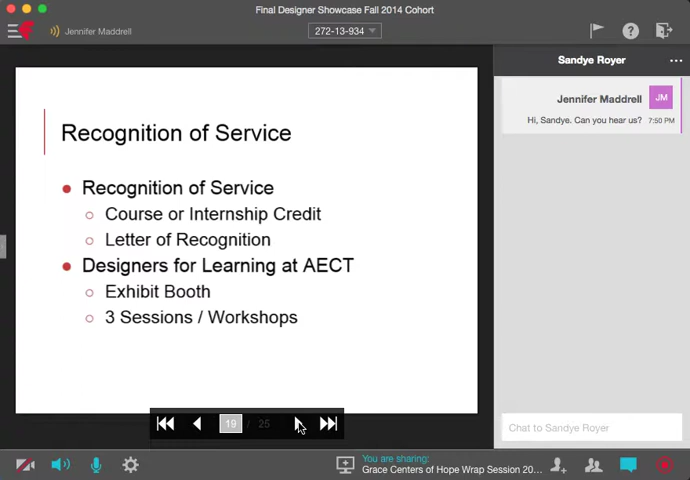 Final Designer Showcase Fall 2014 Cohort
Jennifer Maddrell
272-13-934
?
Sandye Royer
Jennifer Maddrell
JM
Hi, Sandye. Can you hear us? 7:50 PM
Recognition of Service
Recognition of Service
Course or Internship Credit
Letter of Recognition
Designers for Learning at AECT
Exhibit Booth
3 Sessions / Workshops
19 / 25
Chat to Sandye Royer
You are sharing:
Grace Centers of Hope Wrap Session 20...